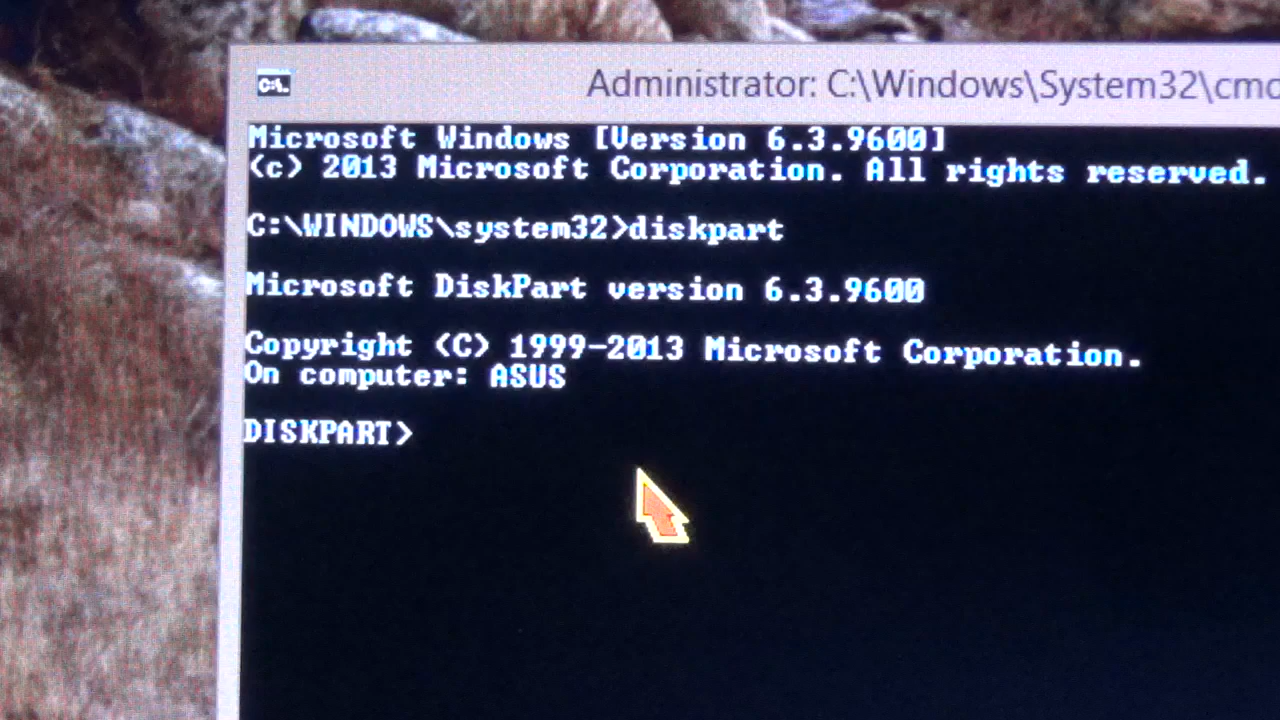 C:\.
Administrator: C:\Windows\System32\cmd
Microsoft Windows [Version 6.3.9600]
(c) 2013 Microsoft Corporation. All rights reserved.
C:\WINDOWS\system32>diskpart
Microsoft DiskPart version 6.3.9600
Copyright (C) 1999-2013 Microsoft Corporation.
On computer: ASUS
DISKPART>